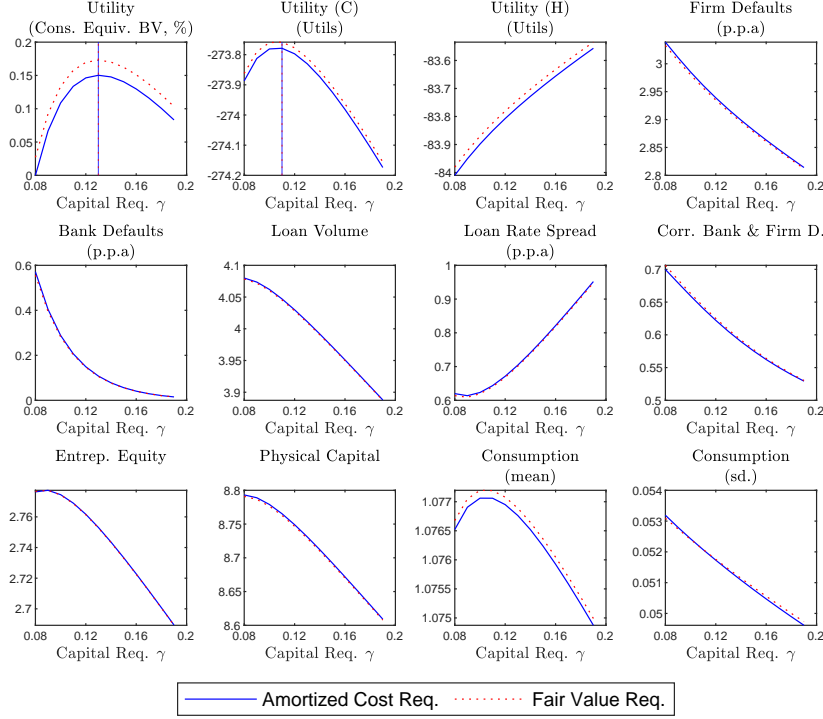 Utility
(Cons. Equiv. BV, %)
Utility (C)
(Utils)
Utility (H)
(Utils)
Firm Defaults
(p.p.a)
0.2
0.15
0.1
0.05
0
0.08 0.12 0.16 0.2
Capital Req. γ
-273.8
-273.9
-274
-274.1
-274.2
0.08 0.12 0.16 0.2
Capital Req. γ
-83.6
-83.7
-83.8
-83.9
-84
0.08 0.12 0.16 0.2
Capital Req. γ
3
2.95
2.9
2.85
2.8
0.08 0.12 0.16 0.2
Capital Req. γ
Bank Defaults
(p.p.a)
Loan Volume
Loan Rate Spread
(p.p.a)
Corr. Bank & Firm D.
0.6
0.4
0.2
0
0.08 0.12 0.16 0.2
Capital Req. γ
4.1
4.05
4
3.95
3.9
0.08 0.12 0.16 0.2
Capital Req. γ
1
0.9
0.8
0.7
0.6
0.08 0.12 0.16 0.2
Capital Req. γ
0.7
0.65
0.6
0.55
0.5
0.08 0.12 0.16 0.2
Capital Req. γ
Entrep. Equity
Physical Capital
Consumption
(mean)
Consumption
(sd.)
2.76
2.74
2.72
2.7
0.08 0.12 0.16 0.2
Capital Req. γ
8.8
8.75
8.7
8.65
8.6
0.08 0.12 0.16 0.2
Capital Req. γ
1.077
1.0765
1.076
1.0755
1.075
0.08 0.12 0.16 0.2
Capital Req. γ
0.054
0.053
0.052
0.051
0.05
0.08 0.12 0.16 0.2
Capital Req. γ
Amortized Cost Req.
Fair Value Req.